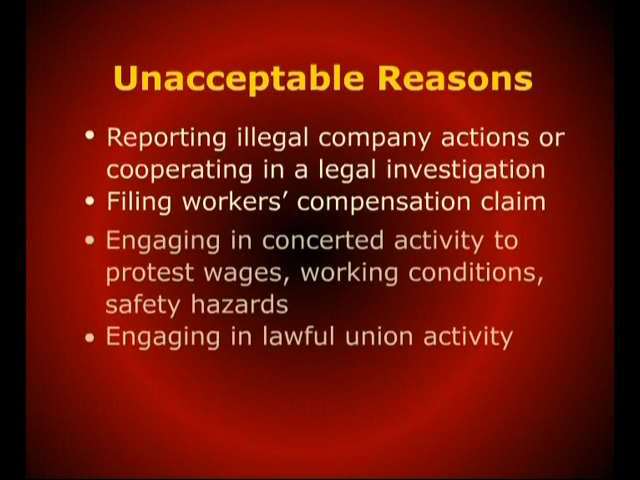 Unacceptable Reasons
• Reporting illegal company actions or
cooperating in a legal investigation
• Filing workers’ compensation claim
• Engaging in concerted activity to
protest wages, working conditions,
safety hazards
• Engaging in lawful union activity